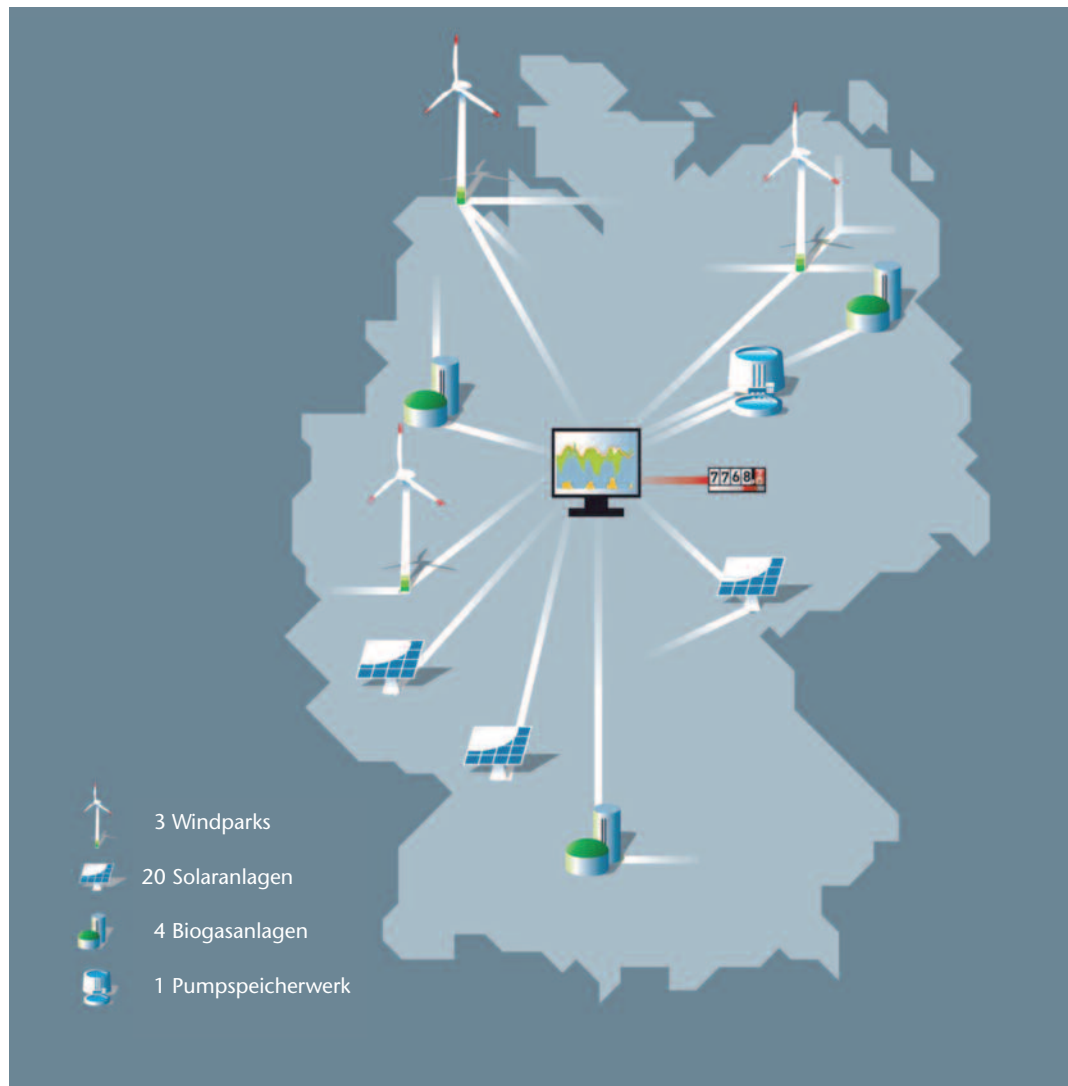 7768
3 Windparks
20 Solaranlagen
4 Biogasanlagen
1 Pumpspeicherwerk